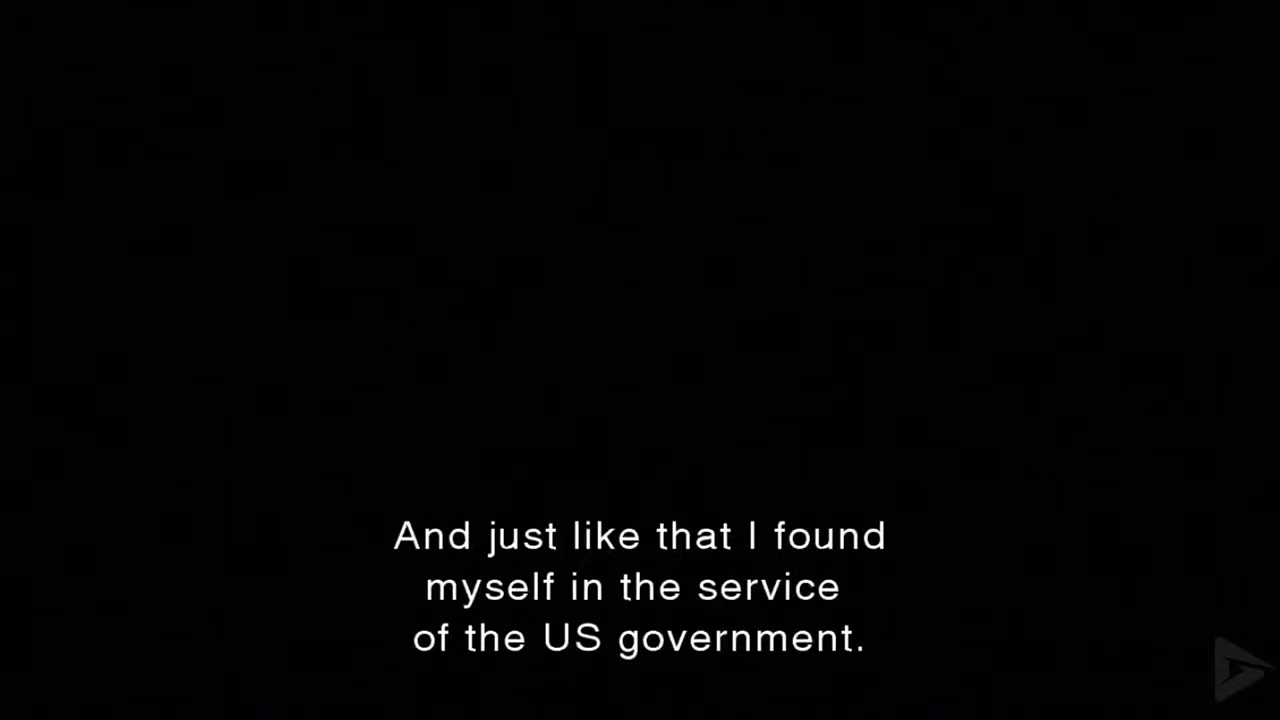 And just like that I found
myself in the service
of the US government.